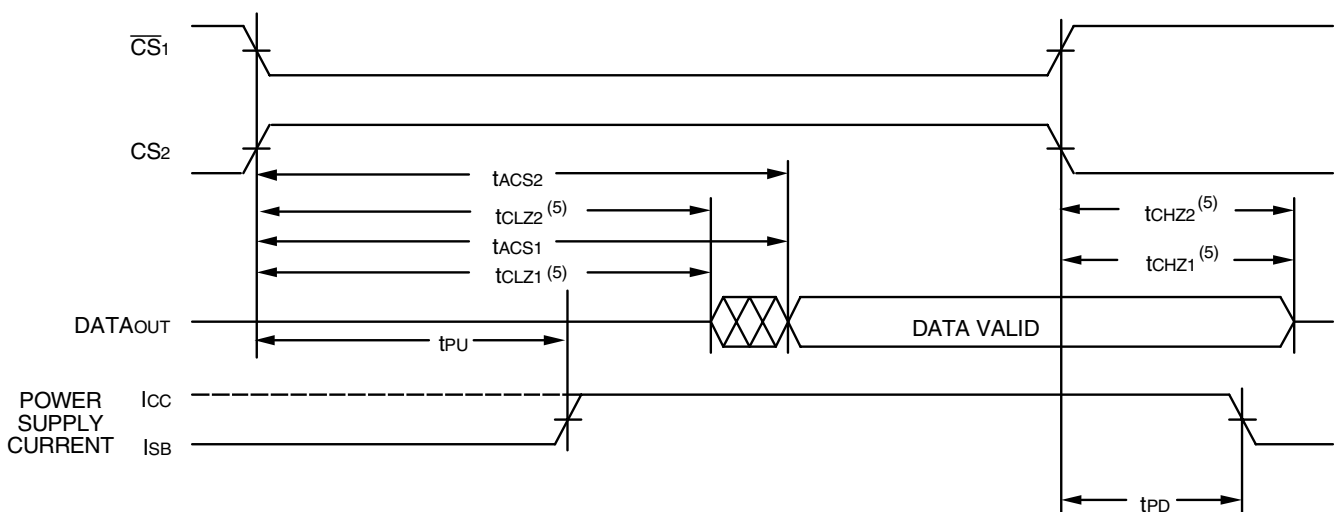 CS1
CS2
tACS2
tCLZ2 (5)
tCHZ2 (5)
tACS1
tCLZ1 (5)
tCHZ1 (5)
DATAOUT
DATA VALID
tPU
POWER SUPPLY CURRENT
ICC
ISB
tPD